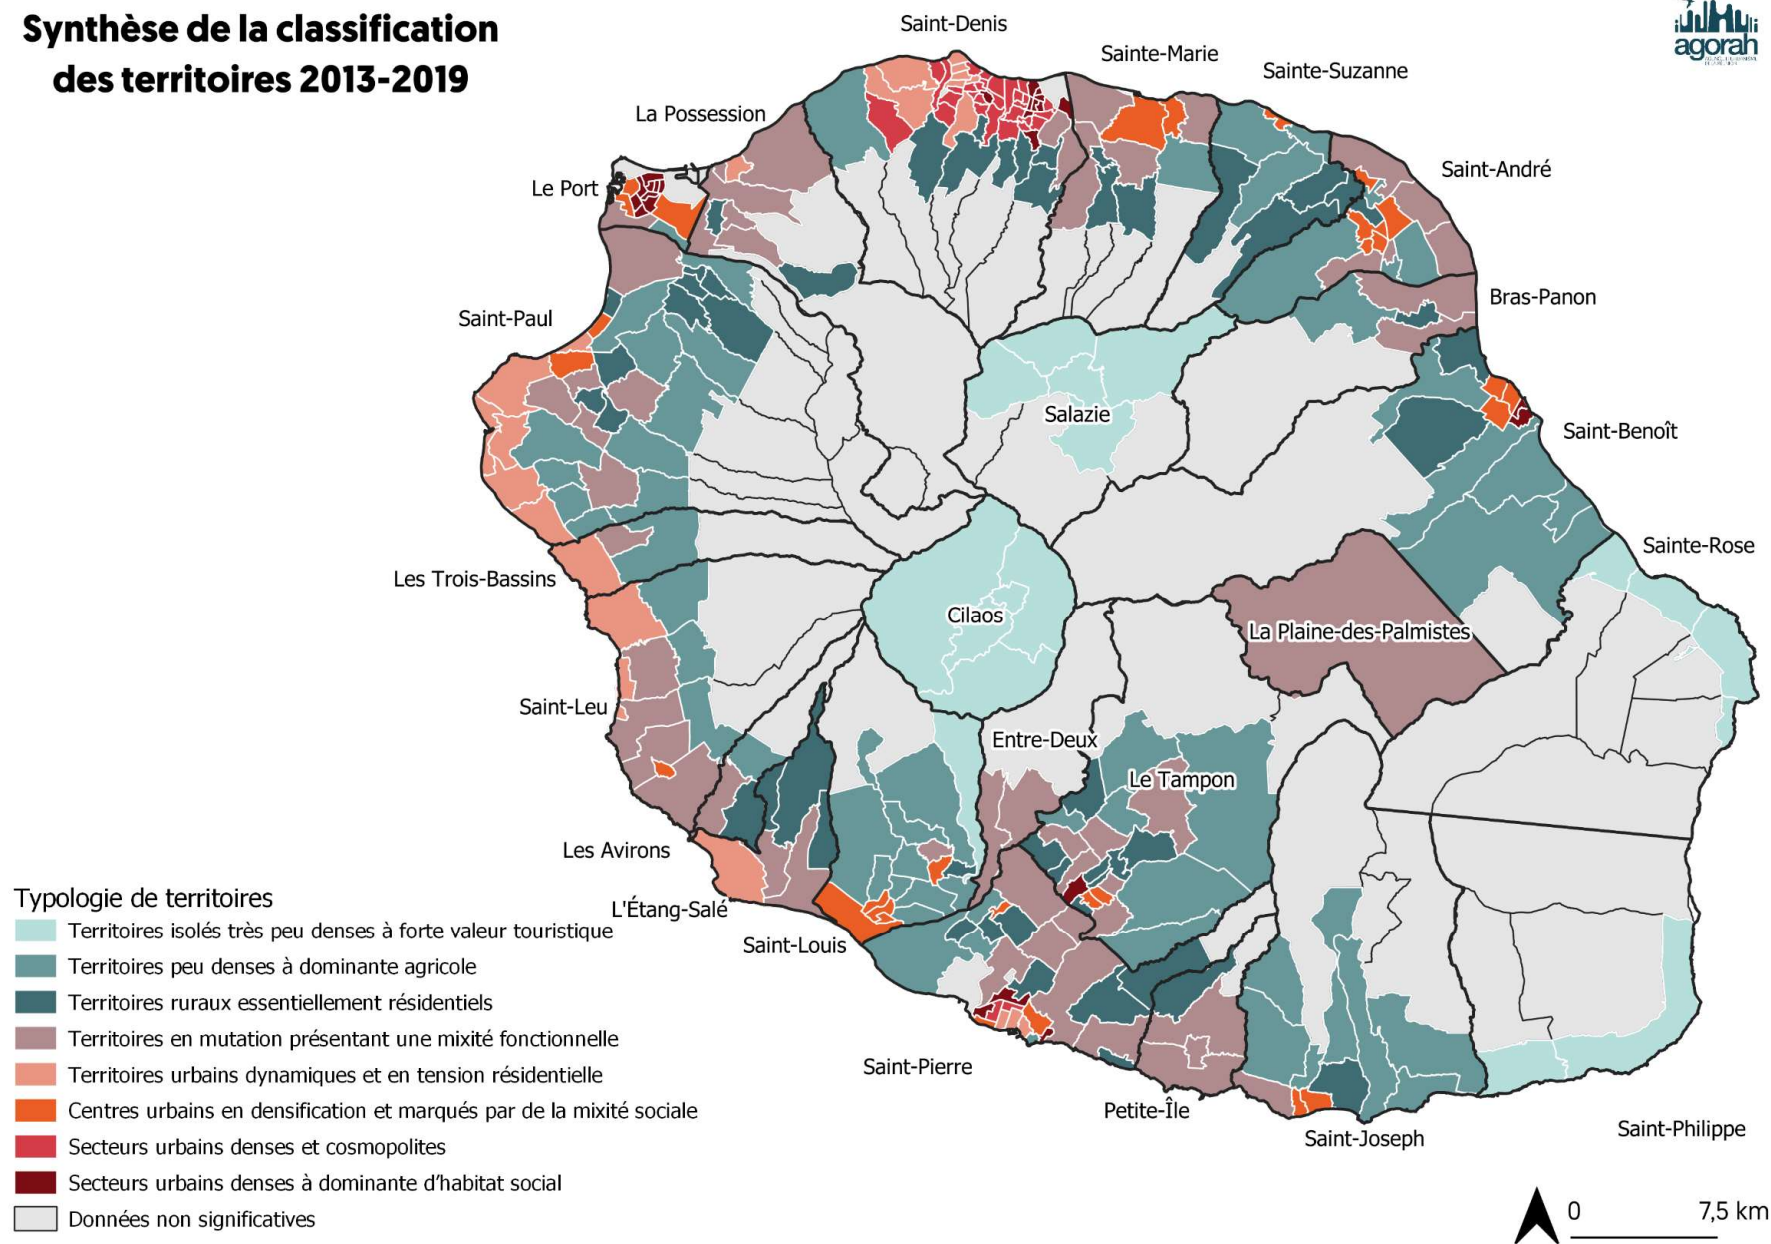 Synthèse de la classification
des territoires 2013-2019
agorah
Saint-Denis
Sainte-Marie
Sainte-Suzanne
La Possession
Saint-André
Le Port
Bras-Panon
Saint-Paul
Salazie
Saint-Benoît
Sainte-Rose
Les Trois-Bassins
Cilaos
La Plaine-des-Palmistes
Saint-Leu
Entre-Deux
Le Tampon
Les Avirons
L'Étang-Salé
Saint-Louis
Saint-Pierre
Petite-Île
Saint-Joseph
Saint-Philippe
Typologie de territoires
Territoires isolés très peu denses à forte valeur touristique
Territoires peu denses à dominante agricole
Territoires ruraux essentiellement résidentiels
Territoires en mutation présentant une mixité fonctionnelle
Territoires urbains dynamiques et en tension résidentielle
Centres urbains en densification et marqués par de la mixité sociale
Secteurs urbains denses et cosmopolites
Secteurs urbains denses à dominante d'habitat social
Données non significatives
0 7,5 km